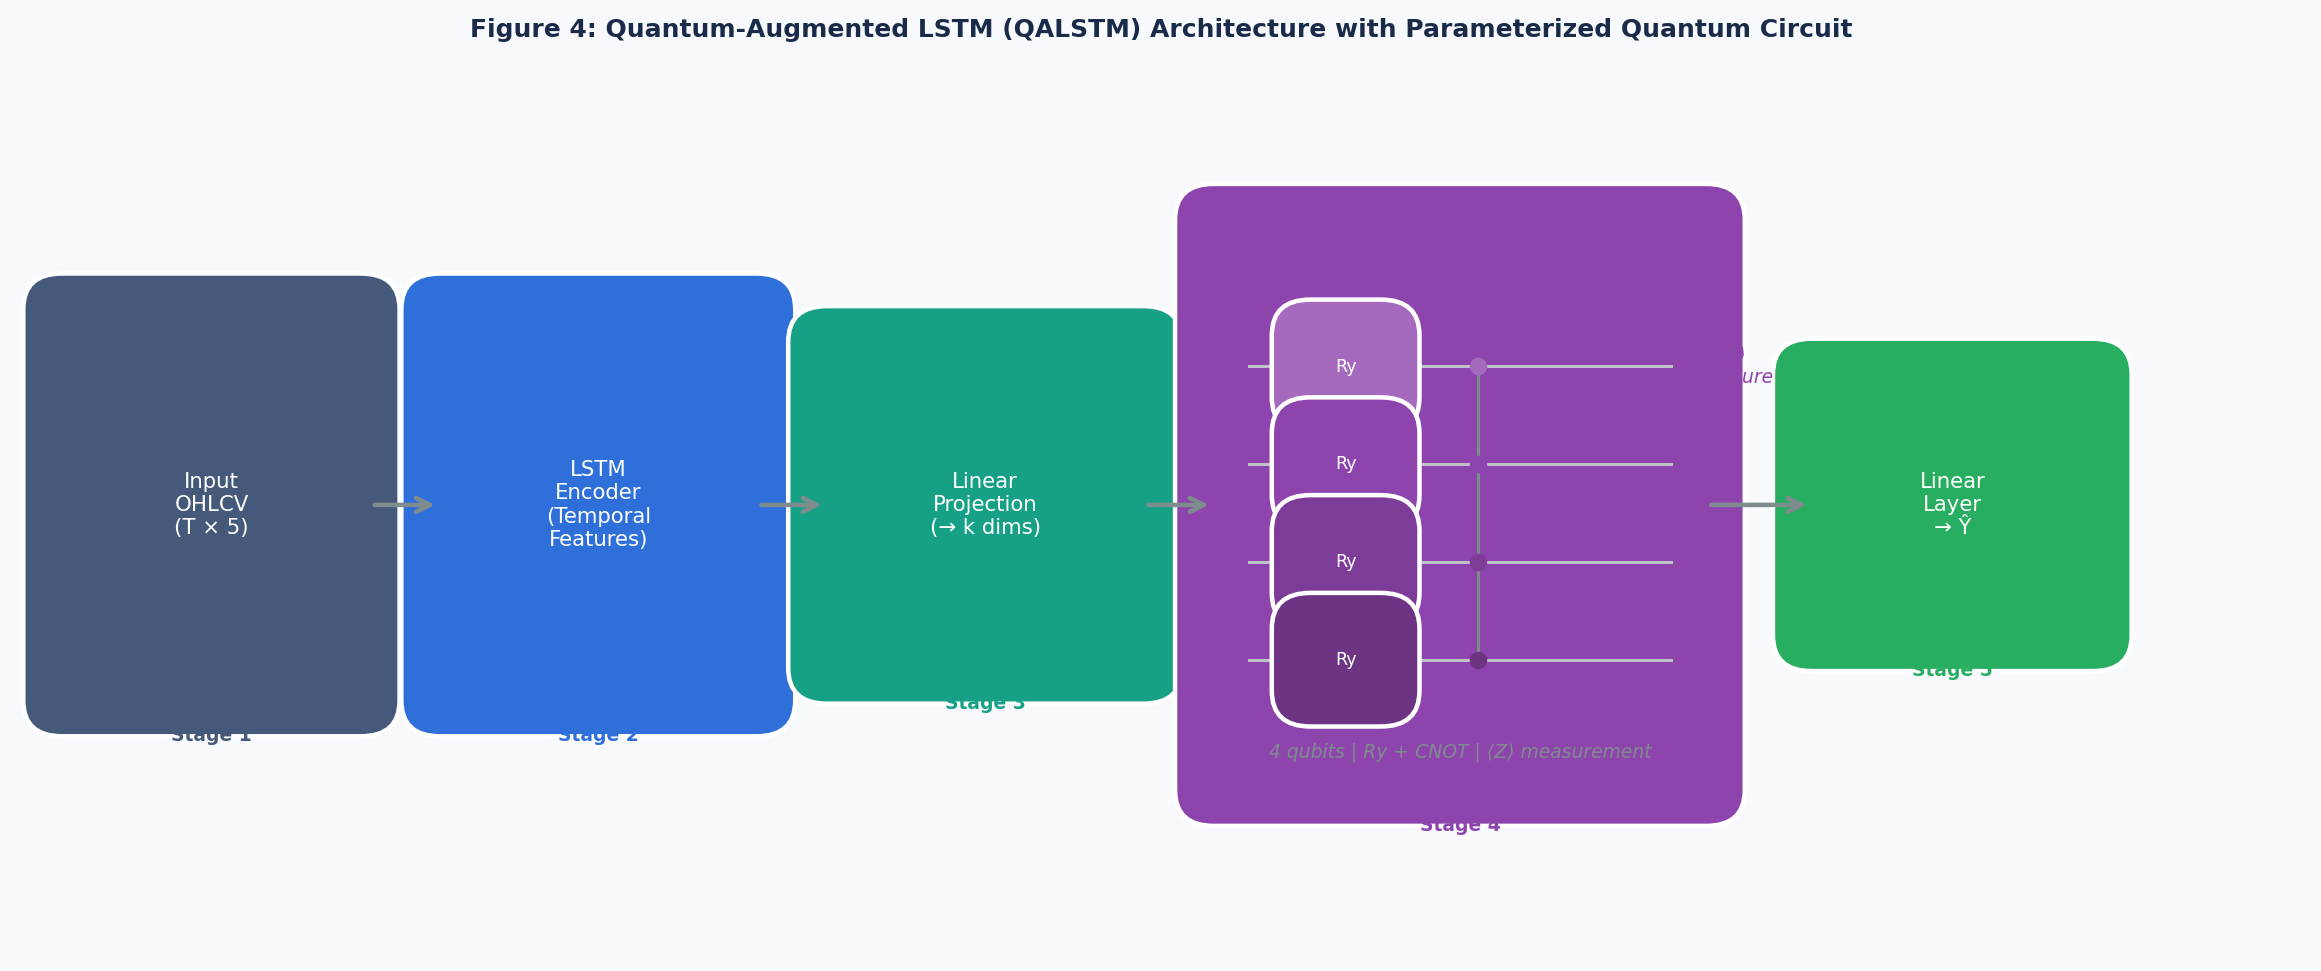 Figure 4: Quantum-Augmented LSTM (QALSTM) Architecture with Parameterized Quantum Circuit
Input
OHLCV
(T × 5)
Stage 1
LSTM
Encoder
(Temporal
Features)
Stage 2
Linear
Projection
(→ k dims)
Stage 3
Ry
Ry
Ry
Ry
4 qubits | Ry + CNOT | ⟨Z⟩ measurement
Stage 4
Linear
Layer
→ Ŷ
Stage 5